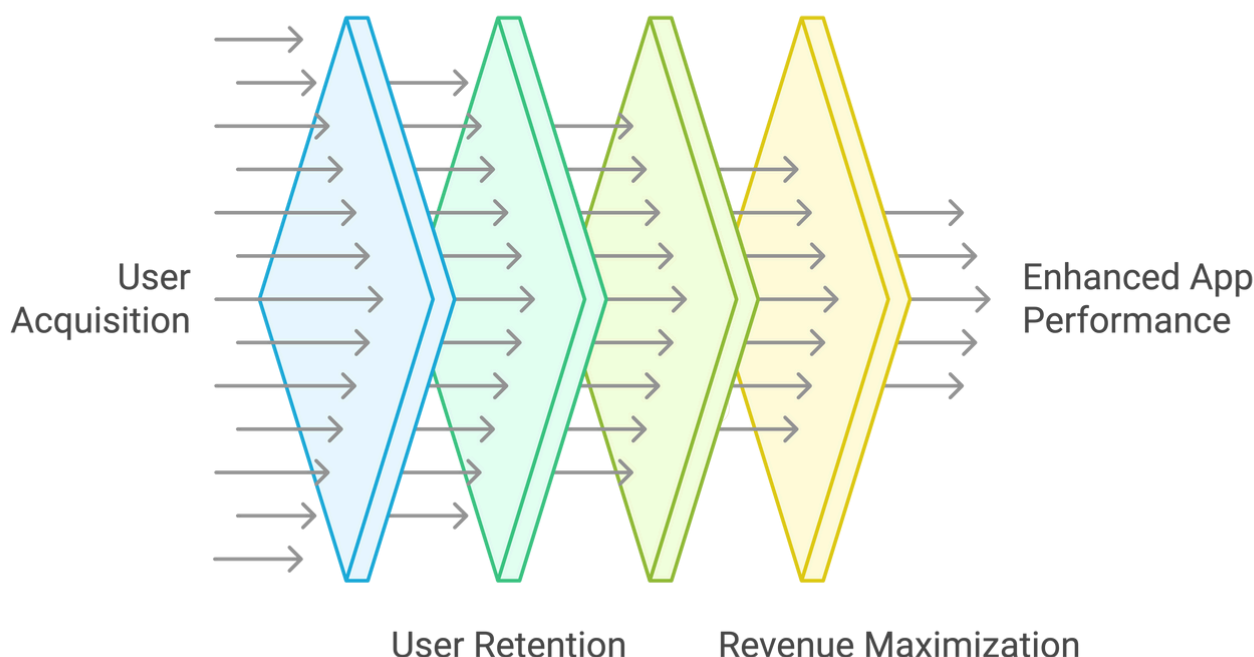 User
Acquisition
Enhanced App
Performance
User Retention
Revenue Maximization